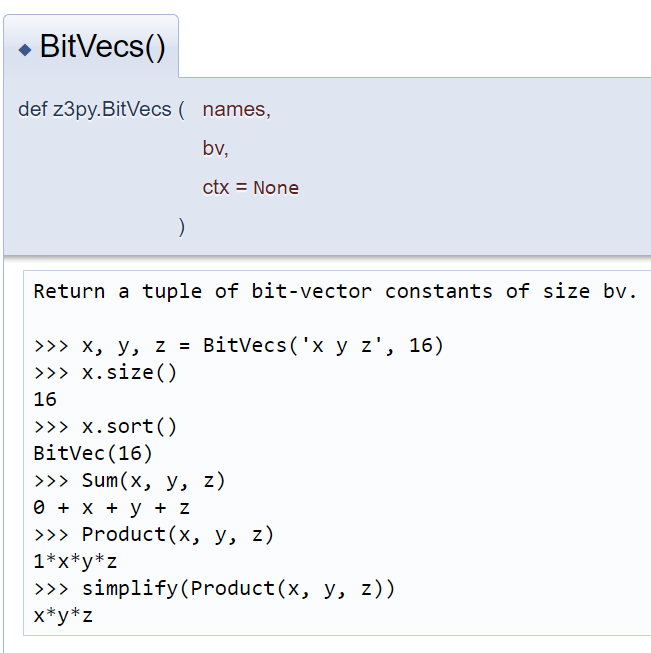 BitVecs()
def z3py.BitVecs ( names,
bv,
ctx = None
)
Return a tuple of bit-vector constants of size bv.
>>> x, y, z = BitVecs('x y z', 16)
>>> x.size()
16
>>> x.sort()
BitVec(16)
>>> Sum(x, y, z)
0 + x + y + z
>>> Product(x, y, z)
1*x*y*z
>>> simplify(Product(x, y, z))
x*y*z